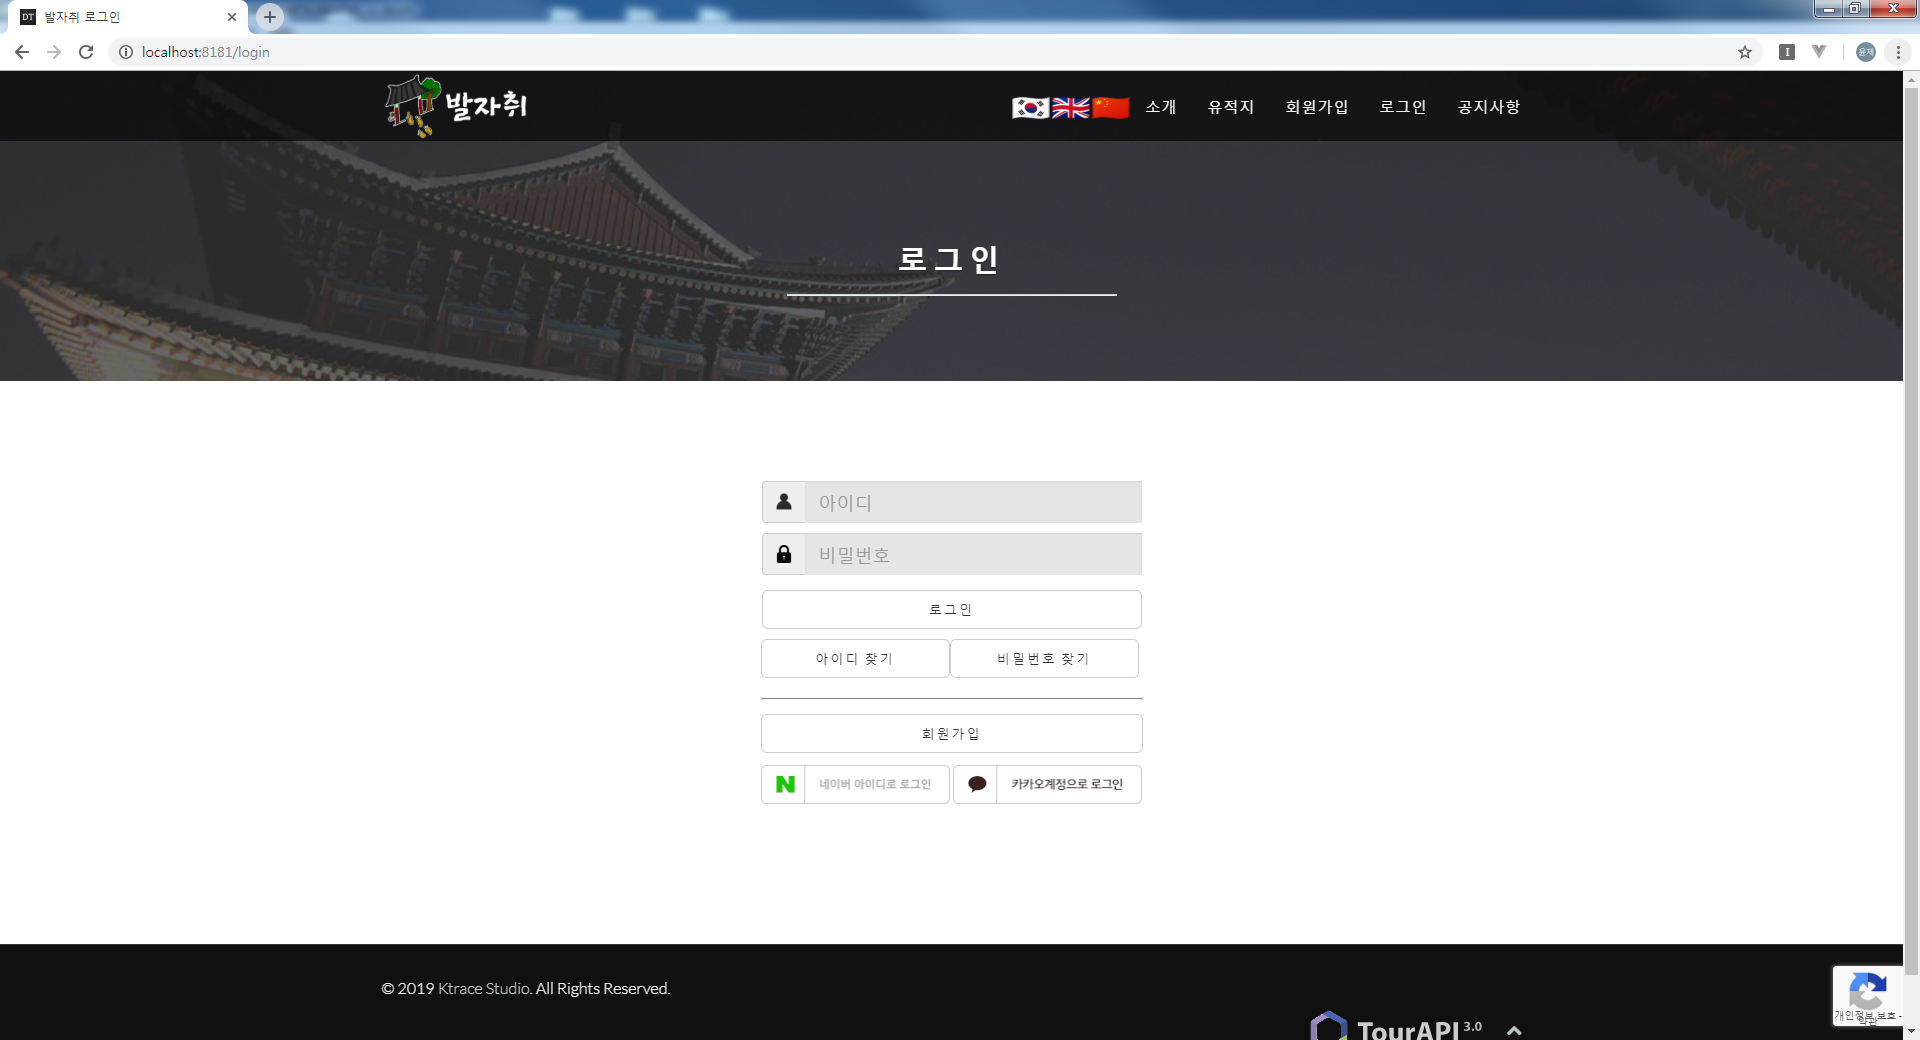 DT 발자취 로그인
localhost:8181/login
윤제
발자취
소개 유적지 회원가입 로그인 공지사항
로그인
아이디
비밀번호
로그인
아이디 찾기 비밀번호 찾기
회원가입
N 네이버 아이디로 로그인 카카오계정으로 로그인
© 2019 Ktrace Studio. All Rights Reserved.
TourAPI 3.0
개인정보 보호 -
약관